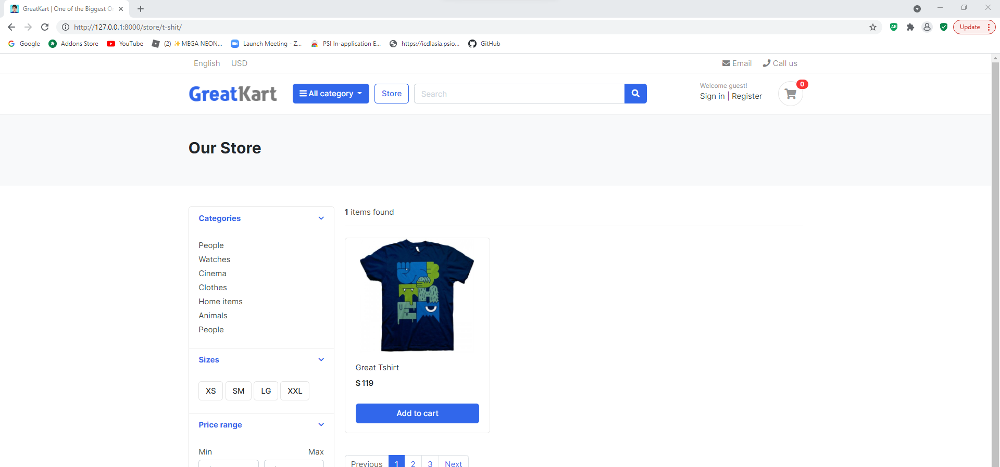 GreatKart | One of the Biggest O
http://127.0.0.1:8000/store/t-shit/
AB
Update
Google Addons Store YouTube (2) ✨MEGA NEON... Launch Meeting - Z... PSI In-application E... https://icdlasia.psio... GitHub
English USD Email Call us
GreatKart All category Store Search
Welcome guest!
Sign in | Register
0
Our Store
Categories
People
Watches
Cinema
Clothes
Home items
Animals
People
Sizes
XS SM LG XXL
Price range
Min Max
1 items found
Great Tshirt
$ 119
Add to cart
Previous 1 2 3 Next